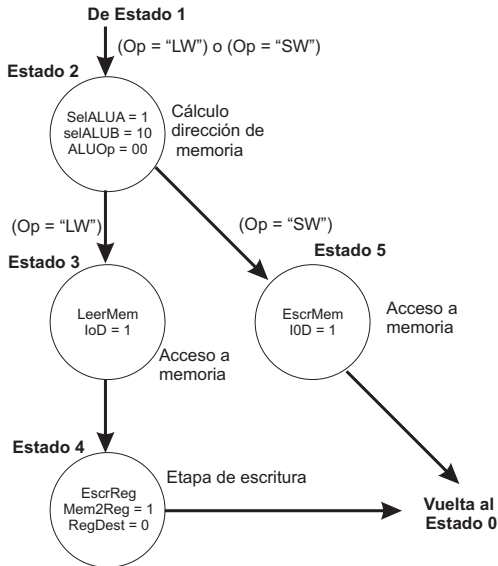 De Estado 1
(Op = “LW”) o (Op = “SW”)
Estado 2
SelALUA = 1
selALUB = 10
ALUOp = 00
Cálculo
dirección de
memoria
(Op = “LW”)
(Op = “SW”)
Estado 3
Estado 5
LeerMem
IoD = 1
Acceso a
memoria
EscrMem
I0D = 1
Acceso a
memoria
Estado 4
EscrReg
Mem2Reg = 1
RegDest = 0
Etapa de escritura
Vuelta al
Estado 0